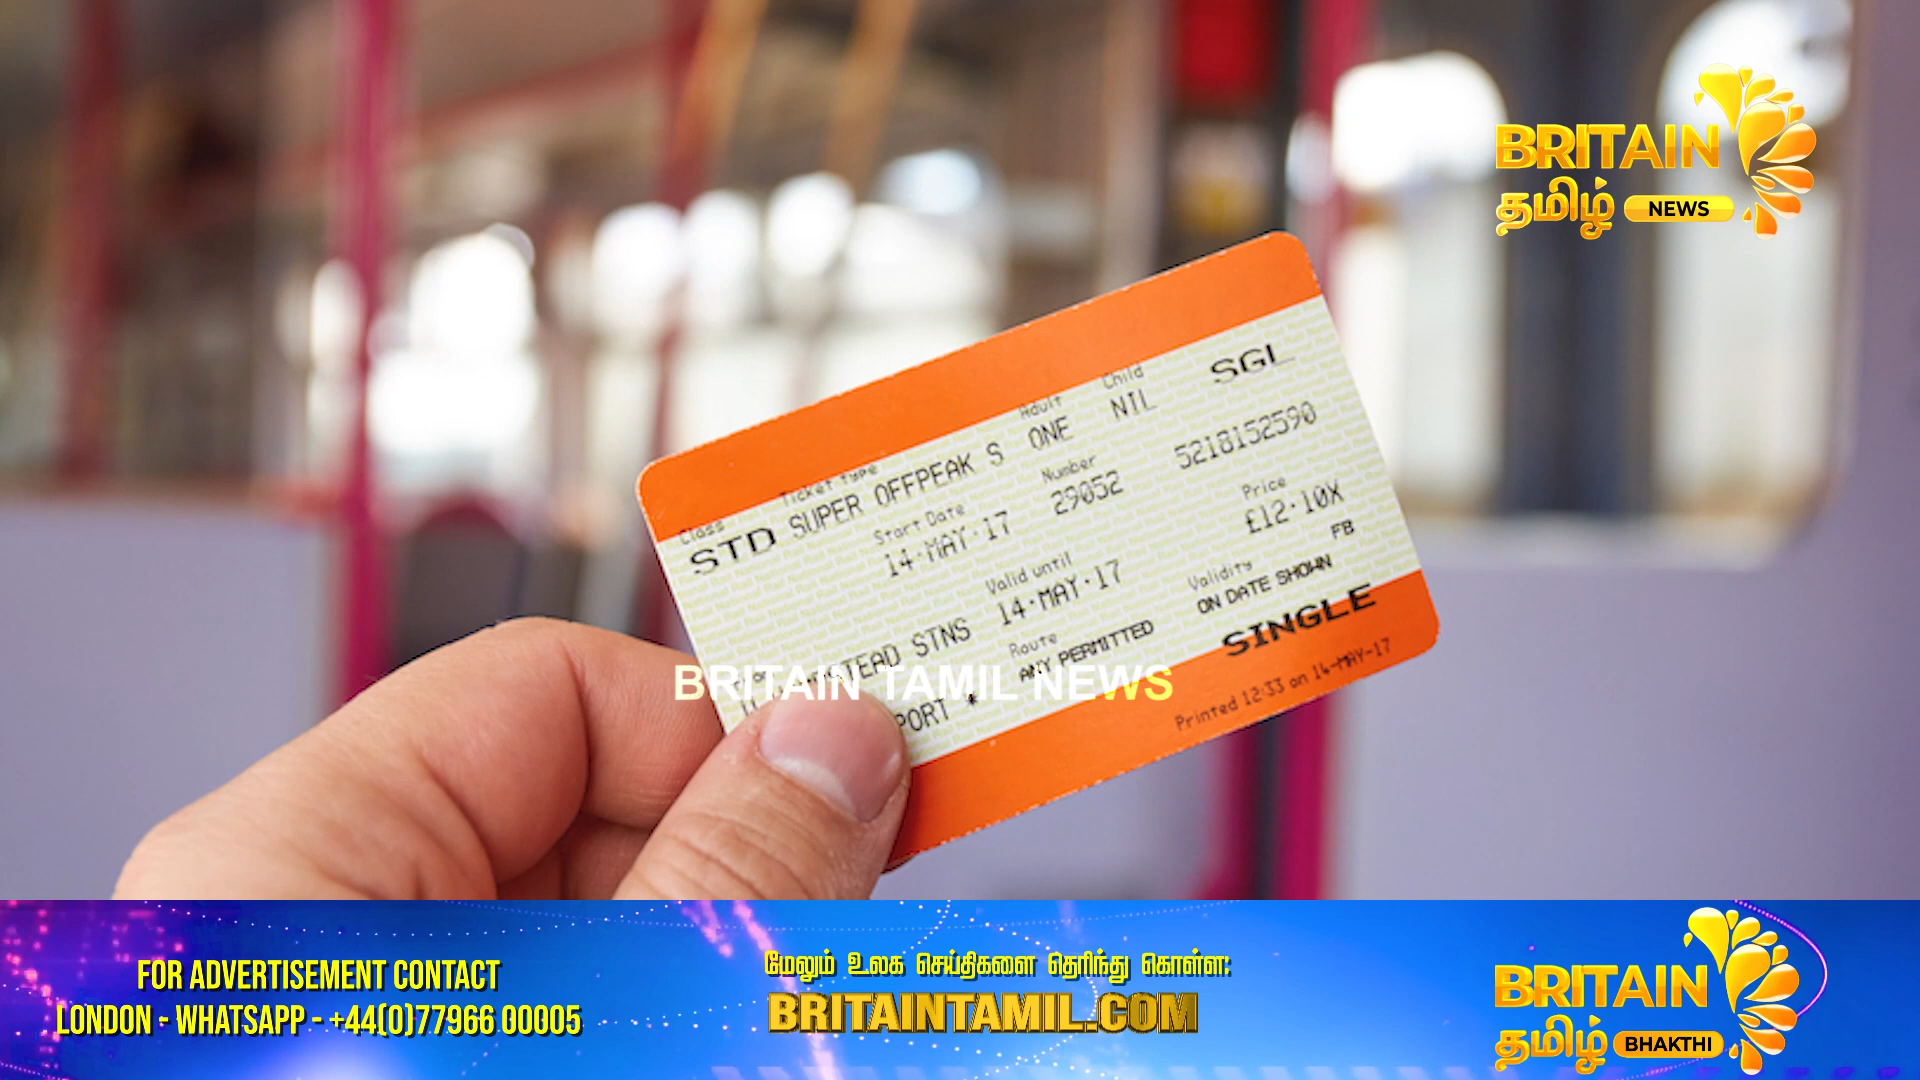 BRITAIN
தமிழ் NEWS
Class Ticket type Adult Child
STD SUPER OFFPEAK S ONE NIL SGL
Start Date Number
14·MAY·17 29052 5218152590
Valid until Price
14·MAY·17 £12·10X
FB
Route Validity
STEAD STNS ANY PERMITTED ON DATE SHOWN
PORT * SINGLE
Printed 12:33 on 14-MAY-17
BRITAIN TAMIL NEWS
FOR ADVERTISEMENT CONTACT
LONDON - WHATSAPP - +44(0)77966 00005
மேலும் உலக செய்திகளை தெரிந்து கொள்ள:
BRITAINTAMIL.COM
BRITAIN
தமிழ் BHAKTHI